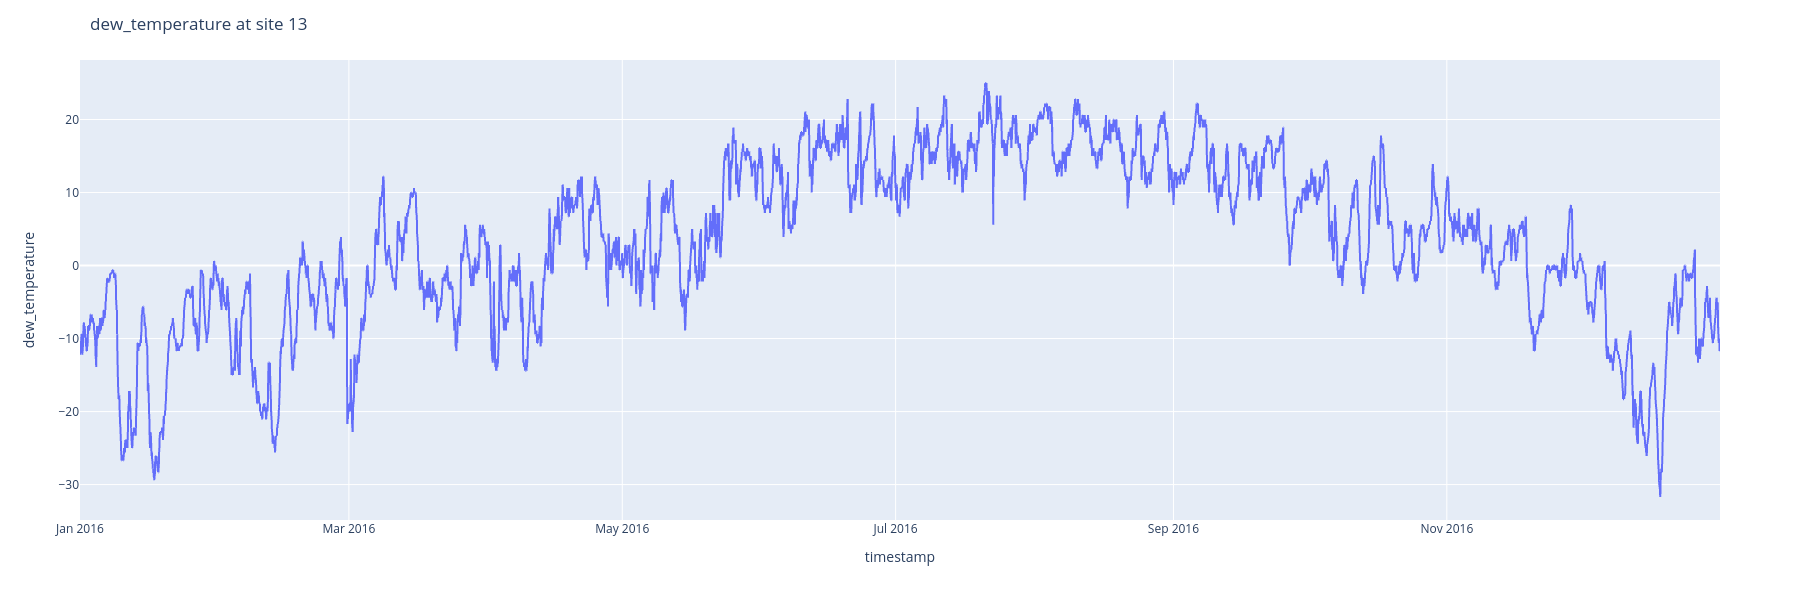 dew_temperature at site 13
dew_temperature
20
10
0
−10
−20
−30
Jan 2016
Mar 2016
May 2016
Jul 2016
Sep 2016
Nov 2016
timestamp